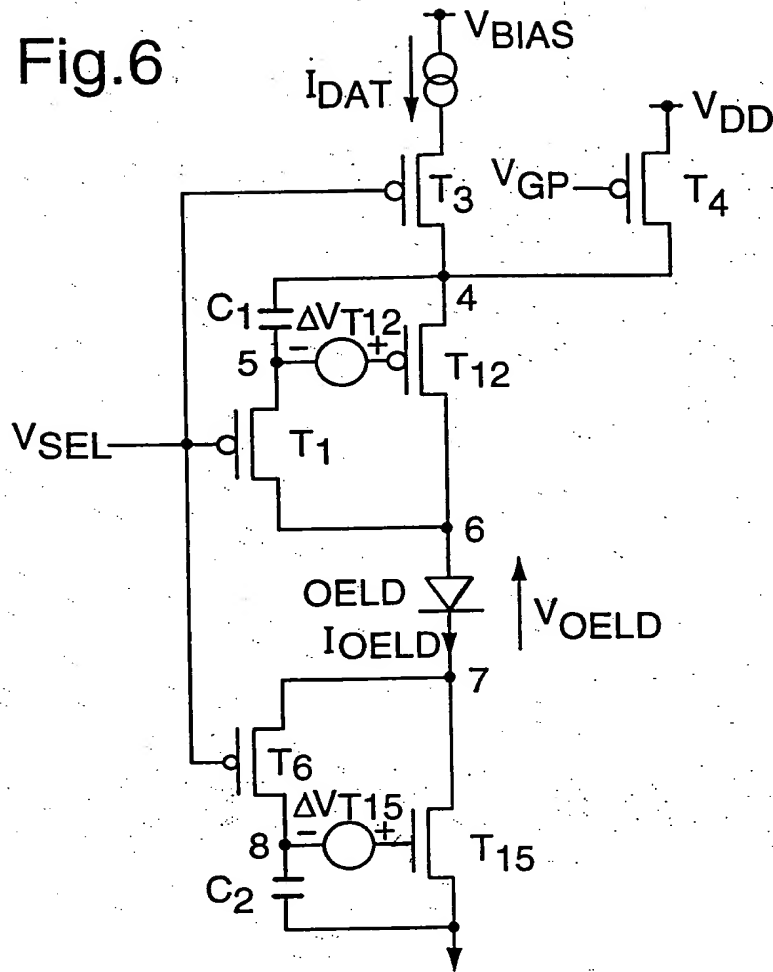 Fig.6
VBIAS
IDAT
VDD
T3
VGP
T4
4
C1
ΔVT12
5
- +
T12
VSEL
T1
6
OELD
VOELD
IOELD
7
T6
ΔVT15
8
- +
T15
C2